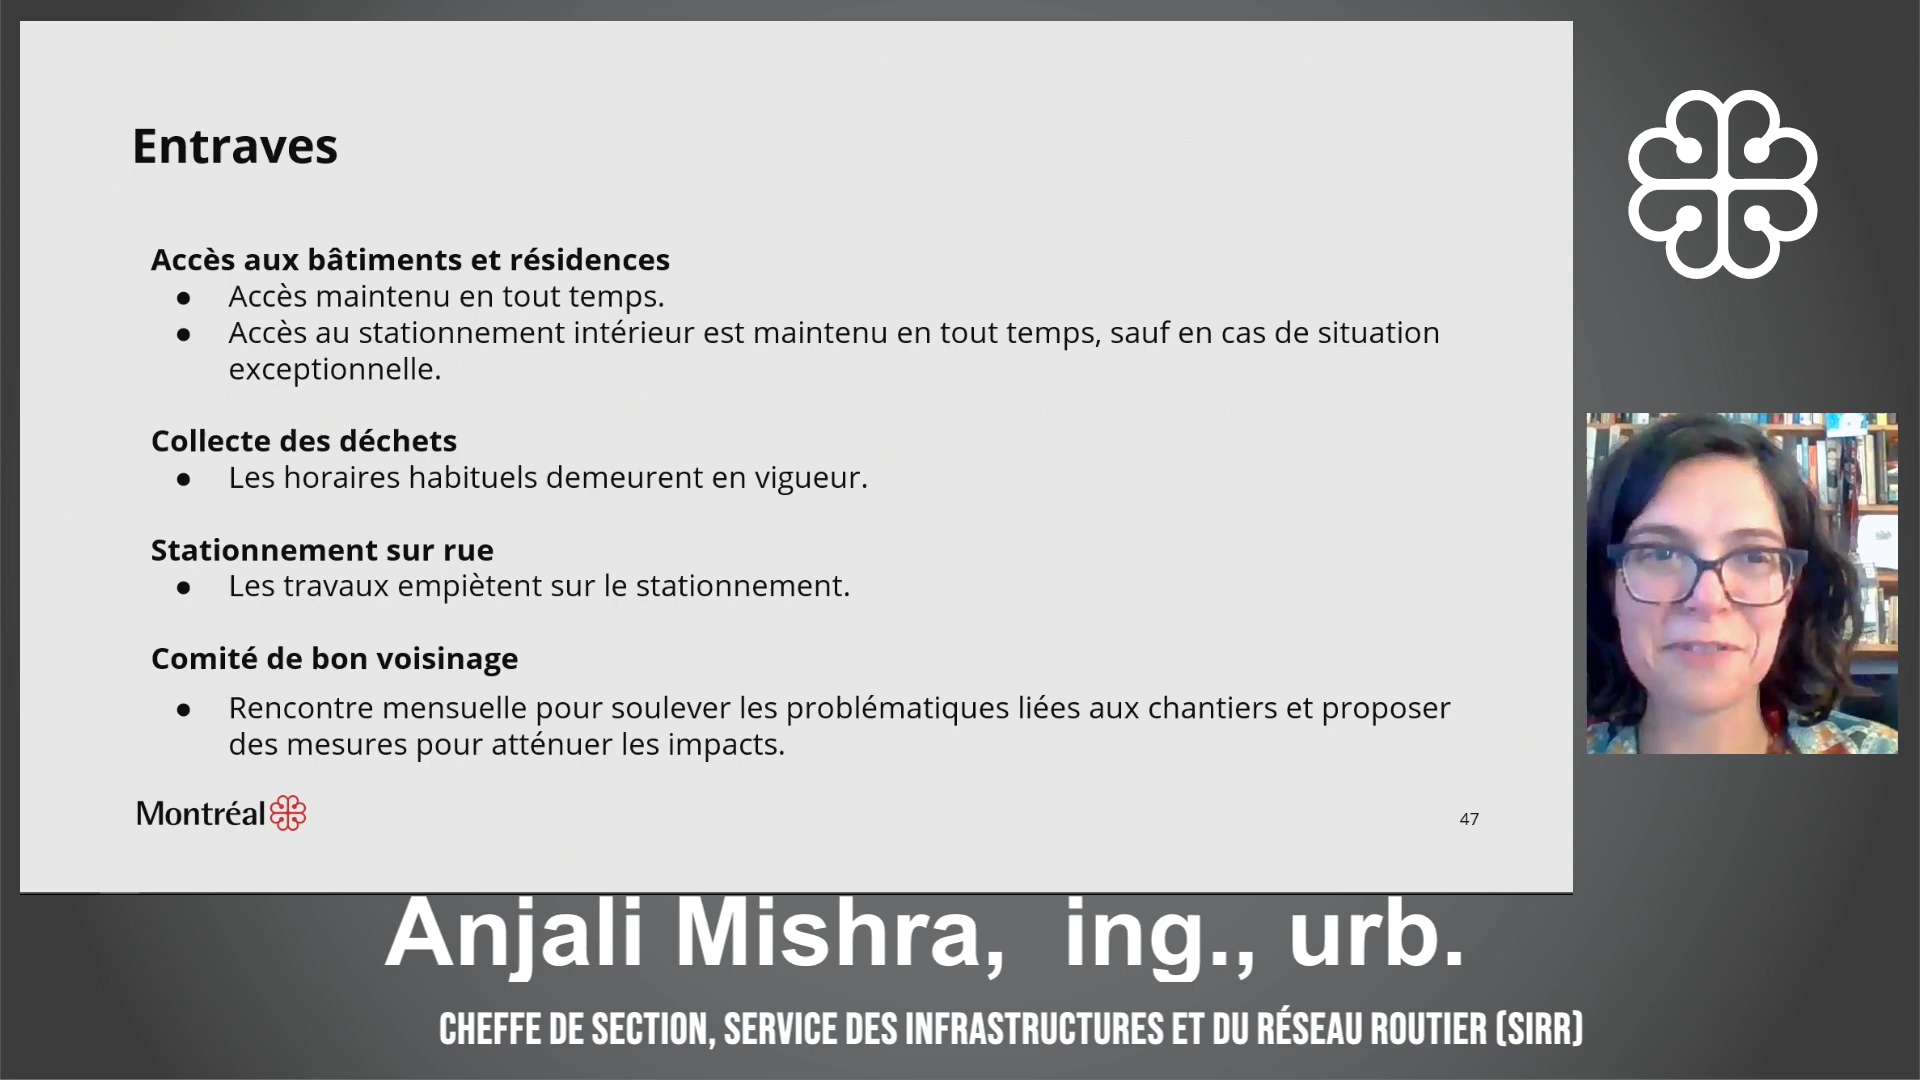 Entraves
Accès aux bâtiments et résidences
● Accès maintenu en tout temps.
● Accès au stationnement intérieur est maintenu en tout temps, sauf en cas de situation
exceptionnelle.
Collecte des déchets
● Les horaires habituels demeurent en vigueur.
Stationnement sur rue
● Les travaux empiètent sur le stationnement.
Comité de bon voisinage
● Rencontre mensuelle pour soulever les problématiques liées aux chantiers et proposer
des mesures pour atténuer les impacts.
Montréal
47
Anjali Mishra, ing., urb.
CHEFFE DE SECTION, SERVICE DES INFRASTRUCTURES ET DU RÉSEAU ROUTIER (SIRR)